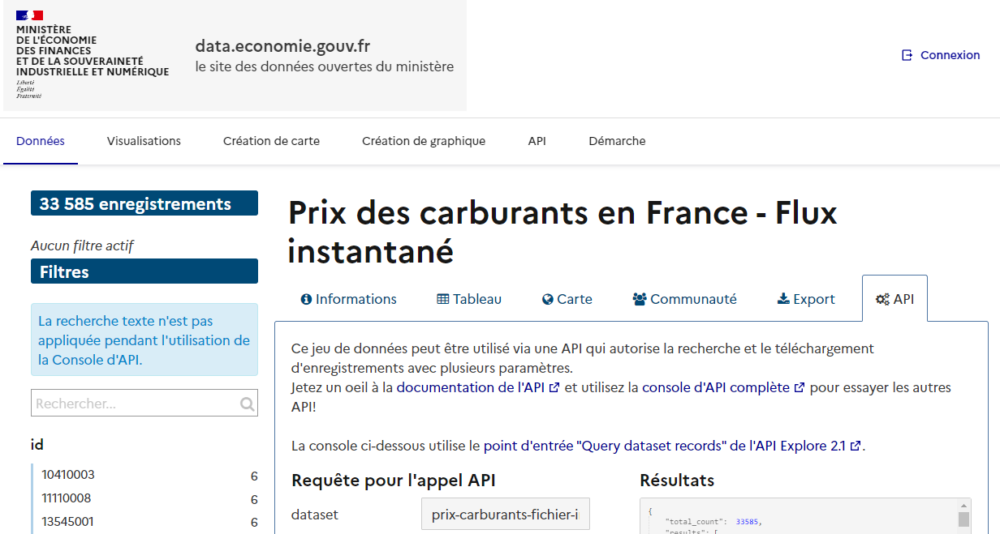 MINISTÈRE
DE L'ÉCONOMIE
DES FINANCES
ET DE LA SOUVERAINETÉ
INDUSTRIELLE ET NUMÉRIQUE
Liberté
Égalité
Fraternité
data.economie.gouv.fr
le site des données ouvertes du ministère
Connexion
Données Visualisations Création de carte Création de graphique API Démarche
33 585 enregistrements
Aucun filtre actif
Filtres
La recherche texte n'est pas
appliquée pendant l'utilisation de
la Console d'API.
Rechercher...
id
10410003 6
11110008 6
13545001 6
Prix des carburants en France - Flux
instantané
Informations Tableau Carte Communauté Export API
Ce jeu de données peut être utilisé via une API qui autorise la recherche et le téléchargement
d'enregistrements avec plusieurs paramètres.
Jetez un oeil à la documentation de l'API et utilisez la console d'API complète pour essayer les autres
API!
La console ci-dessous utilise le point d'entrée "Query dataset records" de l'API Explore 2.1 .
Requête pour l'appel API
dataset prix-carburants-fichier-i
Résultats
{
"total_count": 33585,
"results": [